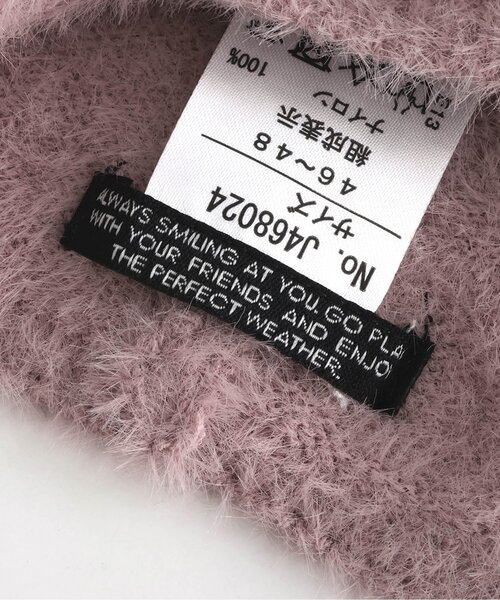 ALWAYS SMILING AT YOU. GO PLA
WITH YOUR FRIENDS AND ENJO
THE PERFECT WEATHER.
No. J468024
サイズ
46～48
組成表示
ナイロン 100%